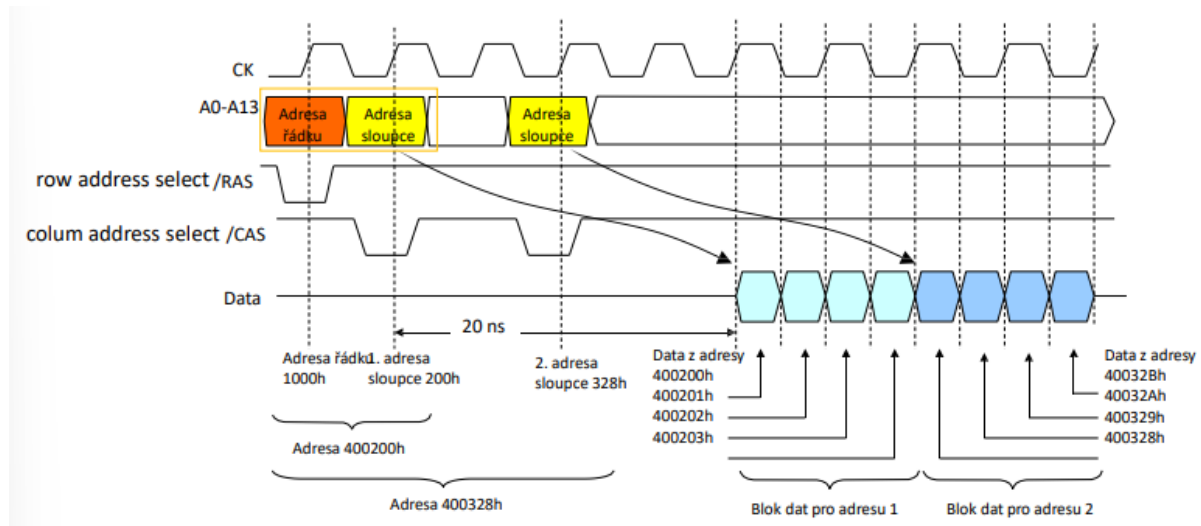 CK
A0-A13
Adresa
řádku
Adresa
sloupce
Adresa
sloupce
row address select /RAS
colum address select /CAS
Data
20 ns
Adresa řádku
1000h
1. adresa
sloupce 200h
2. adresa
sloupce 328h
Data z adresy
400200h
400201h
400202h
400203h
Data z adresy
40032Bh
40032Ah
400329h
400328h
Adresa 400200h
Adresa 400328h
Blok dat pro adresu 1
Blok dat pro adresu 2